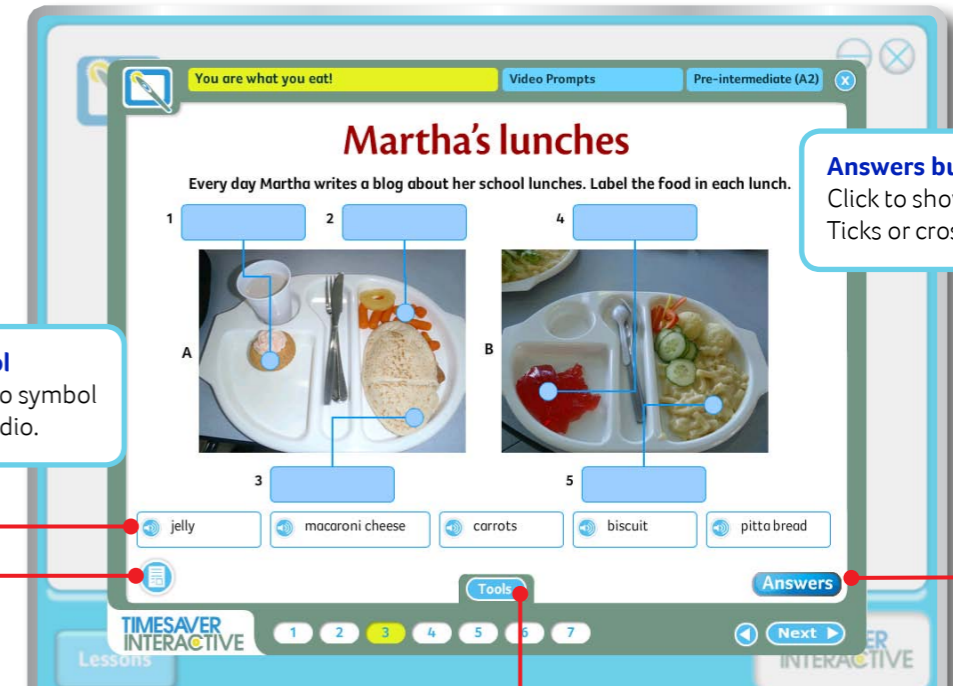 You are what you eat!
Video Prompts
Pre-intermediate (A2)
x
Martha's lunches
Every day Martha writes a blog about her school lunches. Label the food in each lunch.
1
2
4
A
B
3
5
jelly
macaroni cheese
carrots
biscuit
pitta bread
Tools
Answers
TIMESAVER
INTERACTIVE
1 2 3 4 5 6 7
Next
Lessons
ER
INTERACTIVE
Answers bu
Click to sho
Ticks or cros
ol
o symbol
dio.